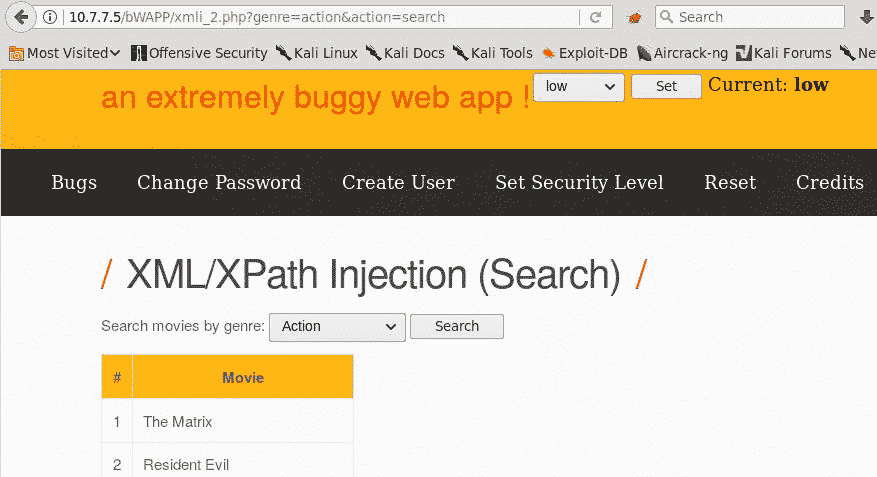 10.7.7.5/bWAPP/xmli_2.php?genre=action&action=search Search
Most Visited Offensive Security Kali Linux Kali Docs Kali Tools Exploit-DB Aircrack-ng Kali Forums
an extremely buggy web app ! low Set Current: low
Bugs Change Password Create User Set Security Level Reset Credits
/ XML/XPath Injection (Search) /
Search movies by genre: Action Search
# Movie
1 The Matrix
2 Resident Evil